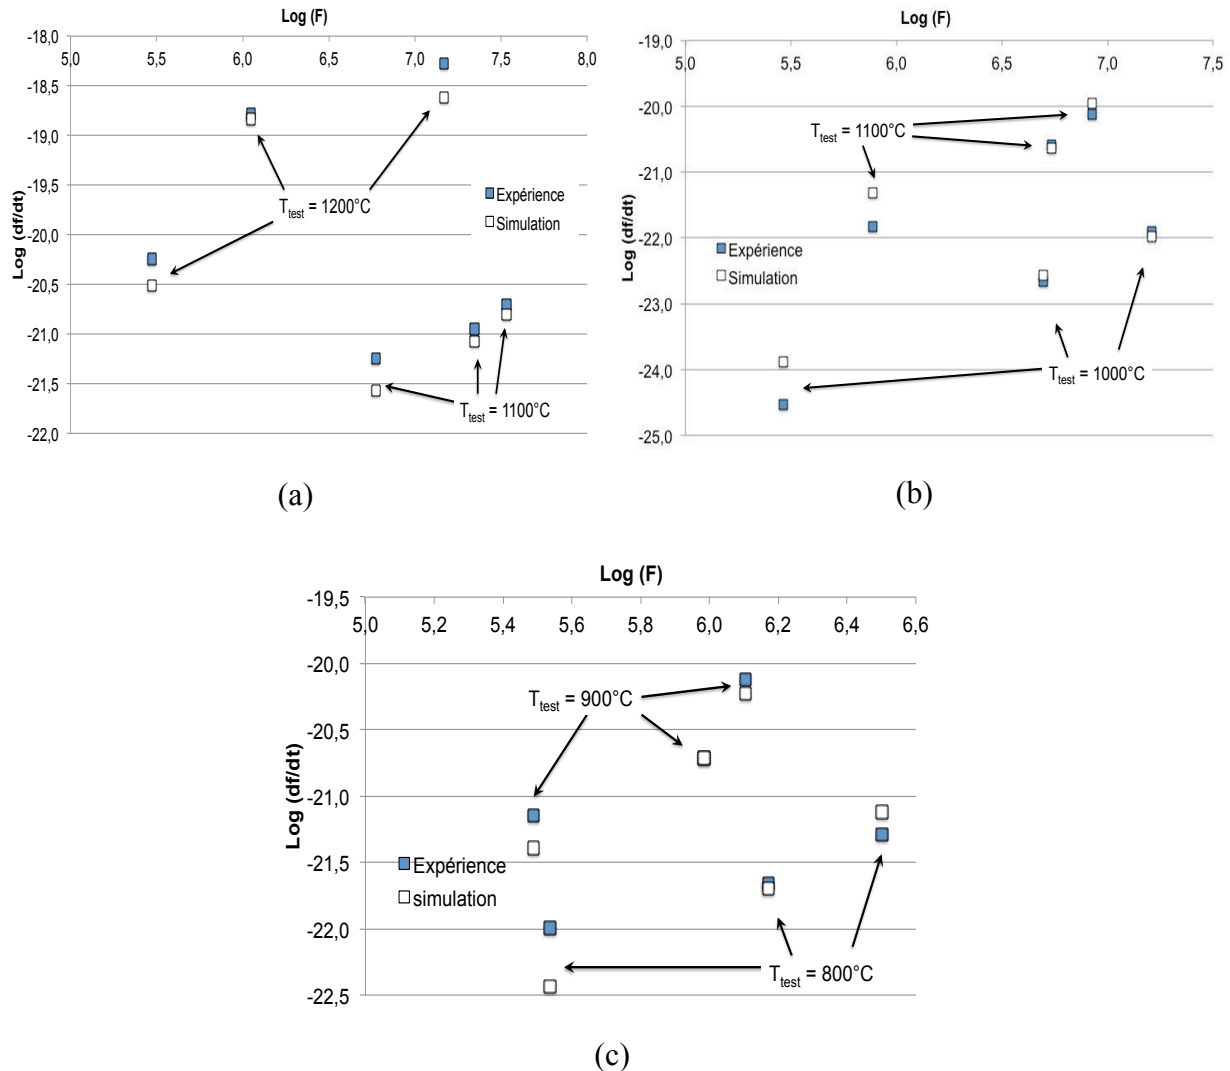 Log (F)
-18,0
5,0 5,5 6,0 6,5 7,0 7,5 8,0
-18,5
-19,0
-19,5
Expérience
T_test = 1200°C
Simulation
-20,0
Log (df/dt)
-20,5
-21,0
-21,5
T_test = 1100°C
-22,0
(a)
Log (F)
-19,0
5,0 5,5 6,0 6,5 7,0 7,5
-20,0
T_test = 1100°C
-21,0
-22,0
Log (df/dt)
Expérience
Simulation
-23,0
-24,0
T_test = 1000°C
-25,0
(b)
Log (F)
-19,5
5,0 5,2 5,4 5,6 5,8 6,0 6,2 6,4 6,6
-20,0
T_test = 900°C
-20,5
-21,0
Log (df/dt)
-21,5
Expérience
simulation
-22,0
T_test = 800°C
-22,5
(c)